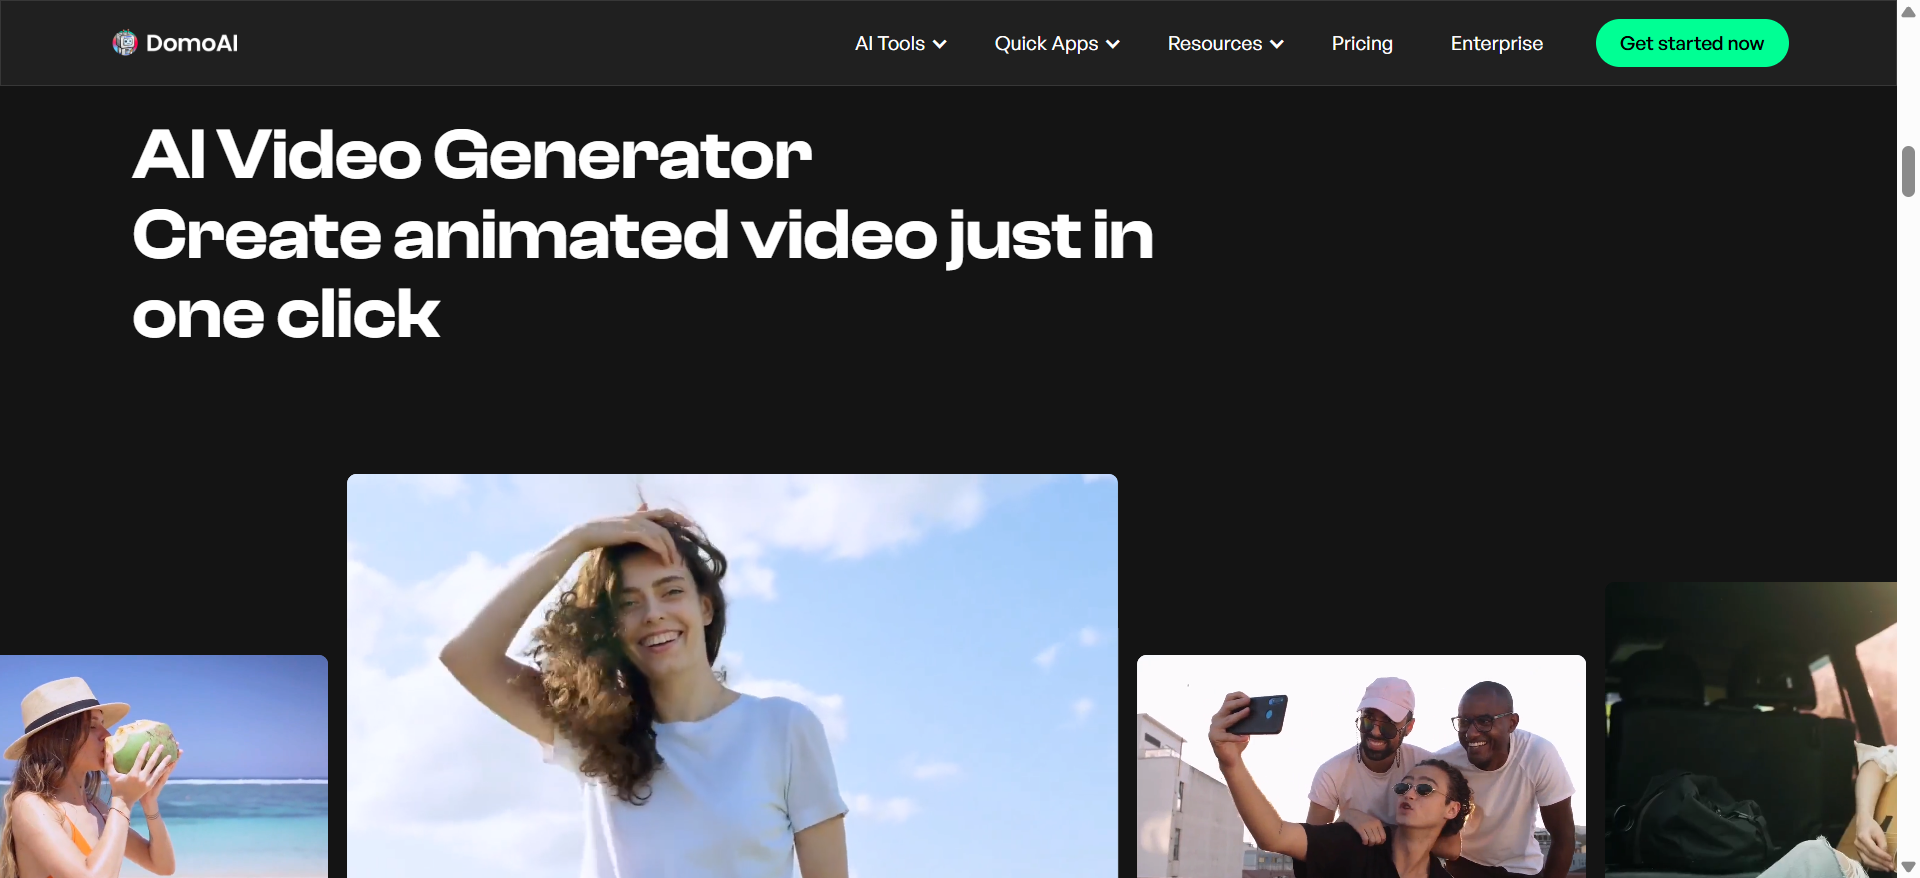 DomoAI
AI Tools
Quick Apps
Resources
Pricing
Enterprise
Get started now
AI Video Generator
Create animated video just in
one click